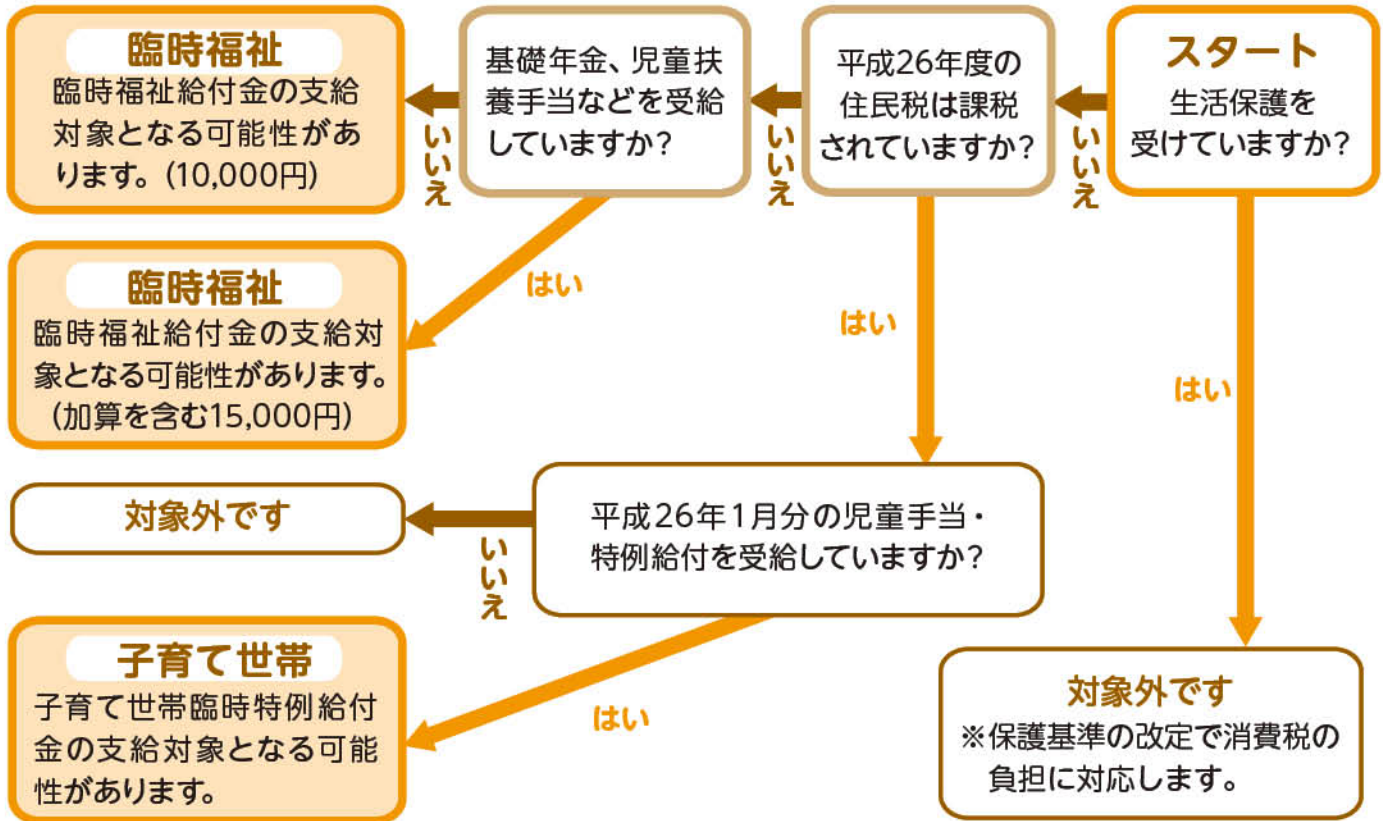 スタート
生活保護を
受けていますか?
いいえ
はい
平成26年度の
住民税は課税
されていますか?
いいえ
はい
基礎年金、児童扶
養手当などを受給
していますか?
いいえ
はい
臨時福祉
臨時福祉給付金の支給
対象となる可能性があ
ります。(10,000円)
臨時福祉
臨時福祉給付金の支給対
象となる可能性があります。
(加算を含む15,000円)
平成26年1月分の児童手当・
特例給付を受給していますか?
いいえ
はい
対象外です
子育て世帯
子育て世帯臨時特例給付
金の支給対象となる可能
性があります。
対象外です
※保護基準の改定で消費税の
負担に対応します。